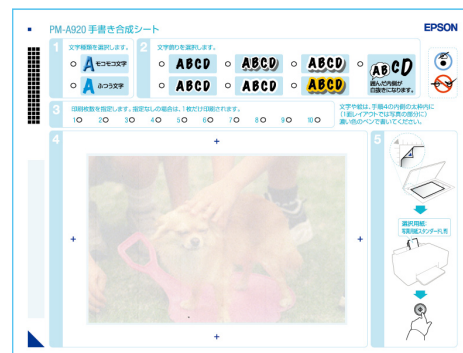 PM-A920 手書き合成シート
EPSON
1 文字種類を選択します。
A モコモコ文字
A ふつう文字
2 文字飾りを選択します。
ABCD ABCD ABCD
ABCD ABCD ABCD
ABCD
囲んだ内側が
白抜きになります。
3 印刷枚数を指定します。指定なしの場合は、1枚だけ印刷されます。
1 2 3 4 5 6 7 8 9 10
文字や絵は、手順4の内側の太枠内に
(1面レイアウトでは写真の部分に)
濃い色のペンで書いてください。
4
5
選択用紙:
写真用紙スタンダード L判